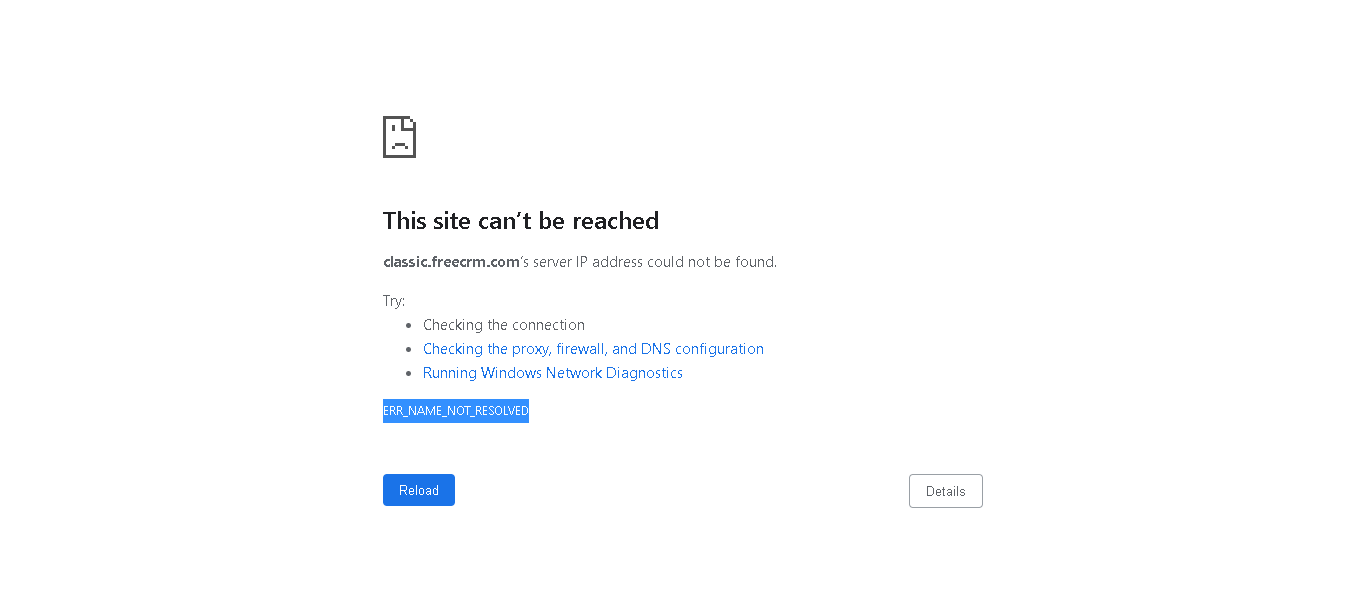 This site can’t be reached
classic.freecrm.com’s server IP address could not be found.
Try:
• Checking the connection
• Checking the proxy, firewall, and DNS configuration
• Running Windows Network Diagnostics
ERR_NAME_NOT_RESOLVED
Reload
Details